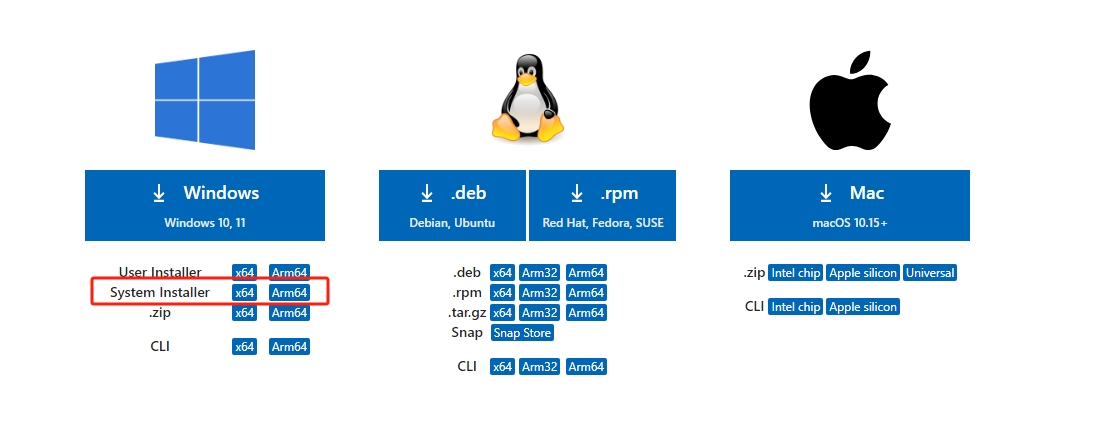 Windows
Windows 10, 11
User Installer x64 Arm64
System Installer x64 Arm64
.zip x64 Arm64
CLI x64 Arm64
.deb
Debian, Ubuntu
.rpm
Red Hat, Fedora, SUSE
.deb x64 Arm32 Arm64
.rpm x64 Arm32 Arm64
.tar.gz x64 Arm32 Arm64
Snap Snap Store
CLI x64 Arm32 Arm64
Mac
macOS 10.15+
.zip Intel chip Apple silicon Universal
CLI Intel chip Apple silicon